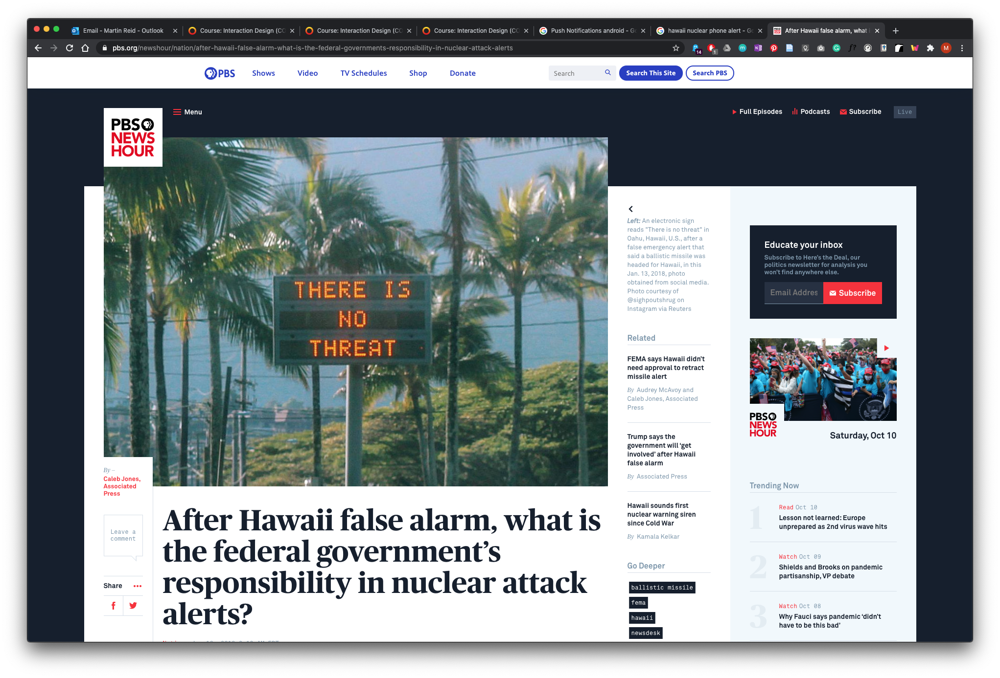 Email - Martin Reid - Outlook
Course: Interaction Design (CO
Course: Interaction Design (CO
Course: Interaction Design (CO
Push Notifications android - Go
hawaii nuclear phone alert - Go
After Hawaii false alarm, what i
pbs.org/newshour/nation/after-hawaii-false-alarm-what-is-the-federal-governments-responsibility-in-nuclear-attack-alerts
14
1
M
PBS
Shows
Video
TV Schedules
Shop
Donate
Search
Search This Site
Search PBS
PBS
NEWS
HOUR
Menu
Full Episodes
Podcasts
Subscribe
Live
THERE IS
NO
THREAT
Left: An electronic sign
reads "There is no threat" in
Oahu, Hawaii, U.S., after a
false emergency alert that
said a ballistic missile was
headed for Hawaii, in this
Jan. 13, 2018, photo
obtained from social media.
Photo courtesy of
@sighpoutshrug on
Instagram via Reuters
Related
FEMA says Hawaii didn't
need approval to retract
missile alert
By Audrey McAvoy and
Caleb Jones, Associated
Press
Trump says the
government will ‘get
involved’ after Hawaii
false alarm
By Associated Press
Hawaii sounds first
nuclear warning siren
since Cold War
By Kamala Kelkar
Go Deeper
ballistic missile
fema
hawaii
newsdesk
Educate your inbox
Subscribe to Here's the Deal, our
politics newsletter for analysis you
won't find anywhere else.
Email Addres
Subscribe
PBS
NEWS
HOUR
Saturday, Oct 10
Trending Now
1
Read Oct 10
Lesson not learned: Europe
unprepared as 2nd virus wave hits
2
Watch Oct 09
Shields and Brooks on pandemic
partisanship, VP debate
3
Watch Oct 08
Why Fauci says pandemic ‘didn't
have to be this bad’
By –
Caleb Jones,
Associated
Press
Leave a
comment
Share
After Hawaii false alarm, what is
the federal government’s
responsibility in nuclear attack
alerts?